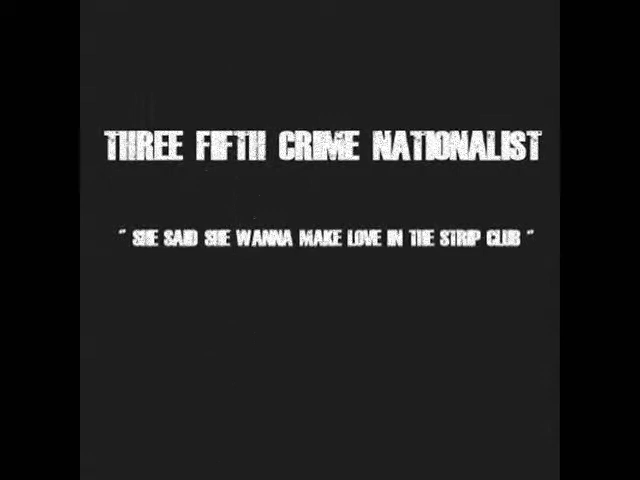 THREE FIFTH CRIME NATIONALIST
" SHE SAID SHE WANNA MAKE LOVE IN THE STRIP CLUB "